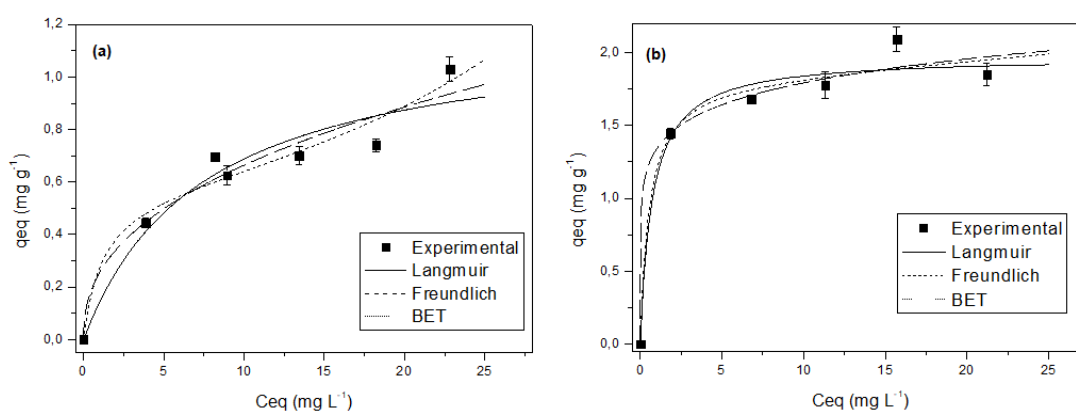 (a)
1,2
1,0
0,8
0,6
0,4
0,2
0,0
qeq (mg g⁻¹)
0
5
10
15
20
25
Ceq (mg L⁻¹)
Experimental
Langmuir
Freundlich
BET
(b)
2,0
1,5
1,0
0,5
0,0
qeq (mg g⁻¹)
0
5
10
15
20
25
Ceq (mg L⁻¹)
Experimental
Langmuir
Freundlich
BET